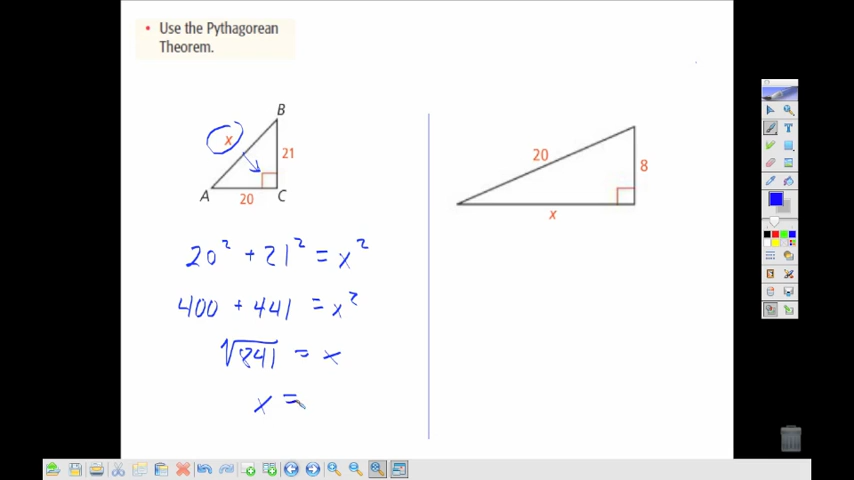 • Use the Pythagorean
Theorem.
B
x
21
A
20
C
20² + 21² = x²
400 + 441 = x²
√841 = x
x =
20
8
x
T